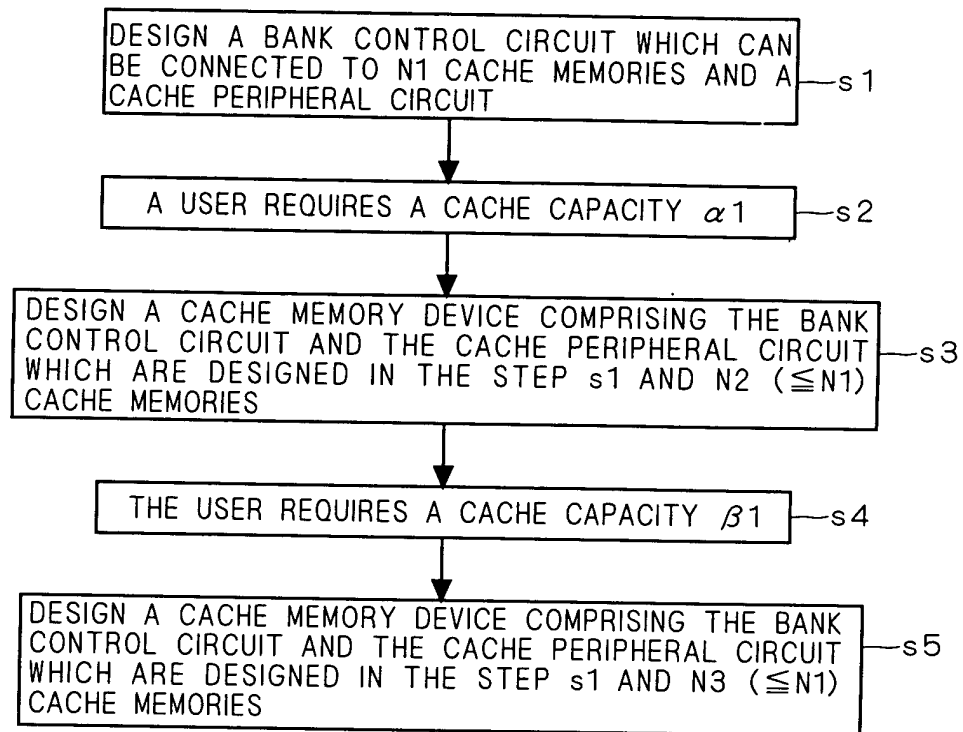 DESIGN A BANK CONTROL CIRCUIT WHICH CAN
BE CONNECTED TO N1 CACHE MEMORIES AND A
CACHE PERIPHERAL CIRCUIT
s1
A USER REQUIRES A CACHE CAPACITY α1
s2
DESIGN A CACHE MEMORY DEVICE COMPRISING THE BANK
CONTROL CIRCUIT AND THE CACHE PERIPHERAL CIRCUIT
WHICH ARE DESIGNED IN THE STEP s1 AND N2 (≦N1)
CACHE MEMORIES
s3
THE USER REQUIRES A CACHE CAPACITY β1
s4
DESIGN A CACHE MEMORY DEVICE COMPRISING THE BANK
CONTROL CIRCUIT AND THE CACHE PERIPHERAL CIRCUIT
WHICH ARE DESIGNED IN THE STEP s1 AND N3 (≦N1)
CACHE MEMORIES
s5